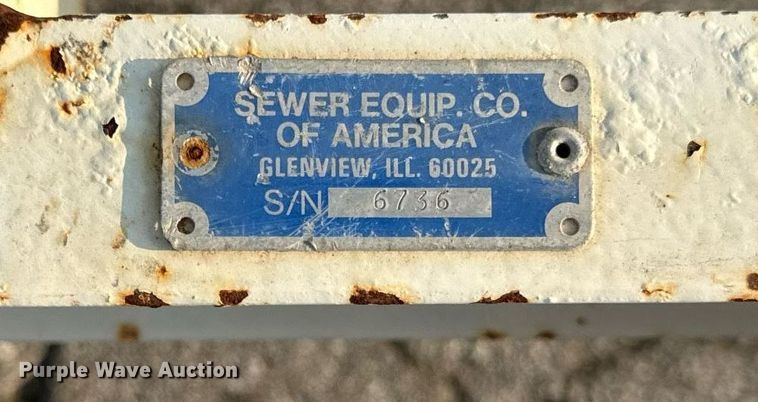 SEWER EQUIP. CO.
OF AMERICA
GLENVIEW, ILL. 60025
S/N 6736
Purple Wave Auction